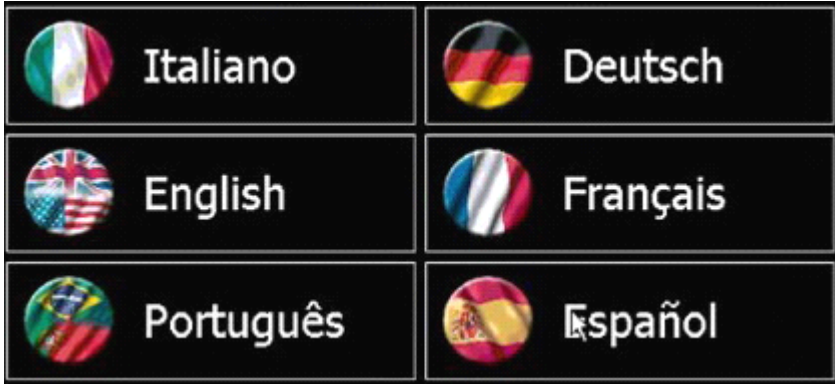 Italiano
Deutsch
English
Français
Português
Español